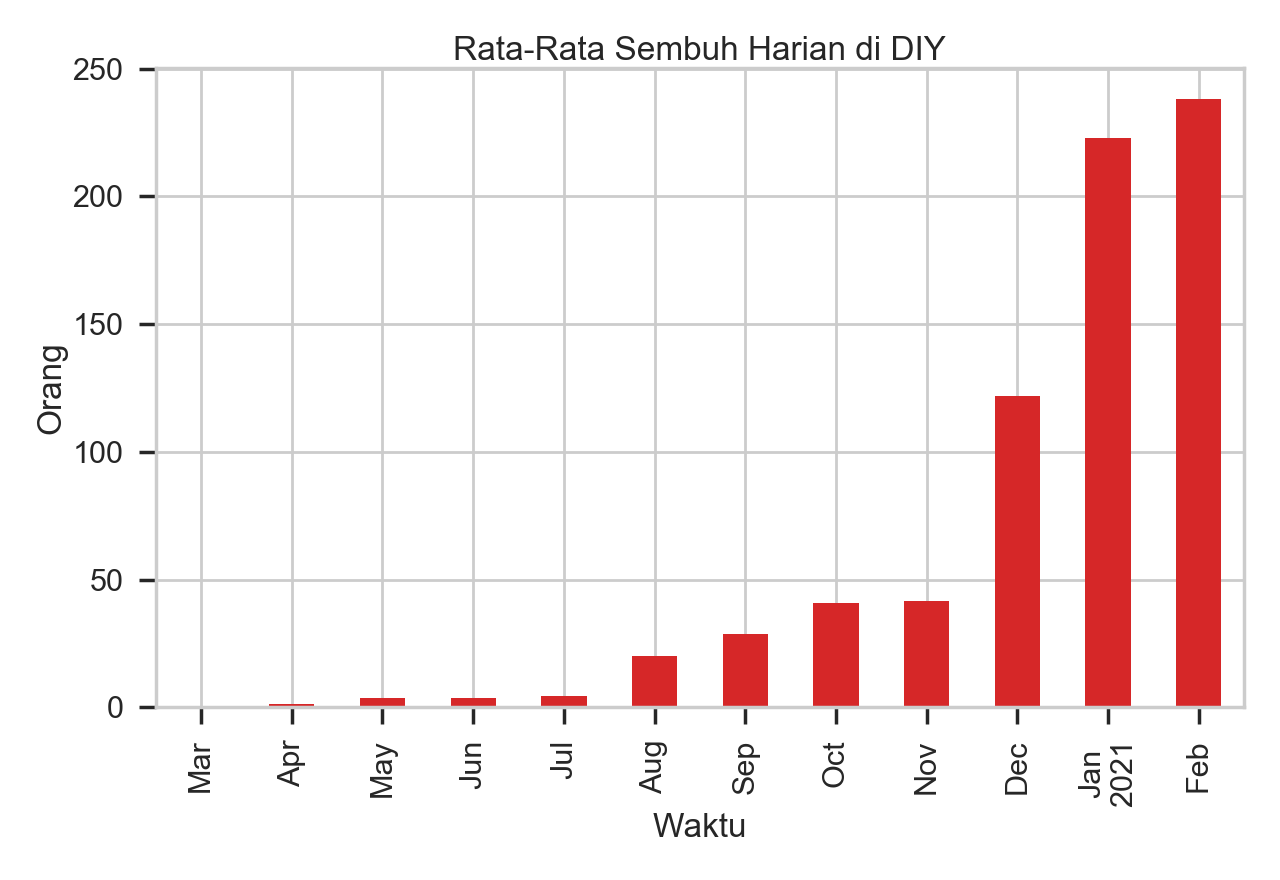 Rata-Rata Sembuh Harian di DIY
250
200
150
100
50
0
Orang
Mar
Apr
May
Jun
Jul
Aug
Sep
Oct
Nov
Dec
Jan
2021
Feb
Waktu